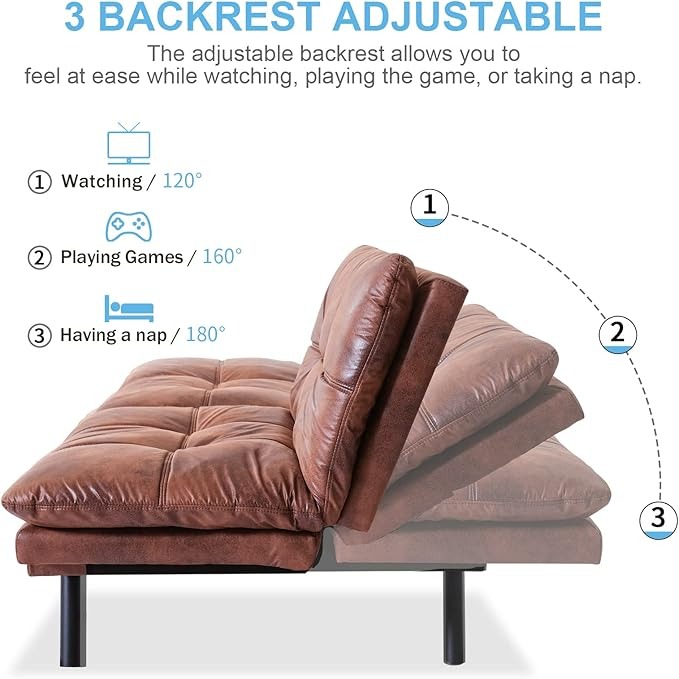 3 BACKREST ADJUSTABLE
The adjustable backrest allows you to
feel at ease while watching, playing the game, or taking a nap.
1 Watching / 120°
2 Playing Games / 160°
3 Having a nap / 180°
1
2
3